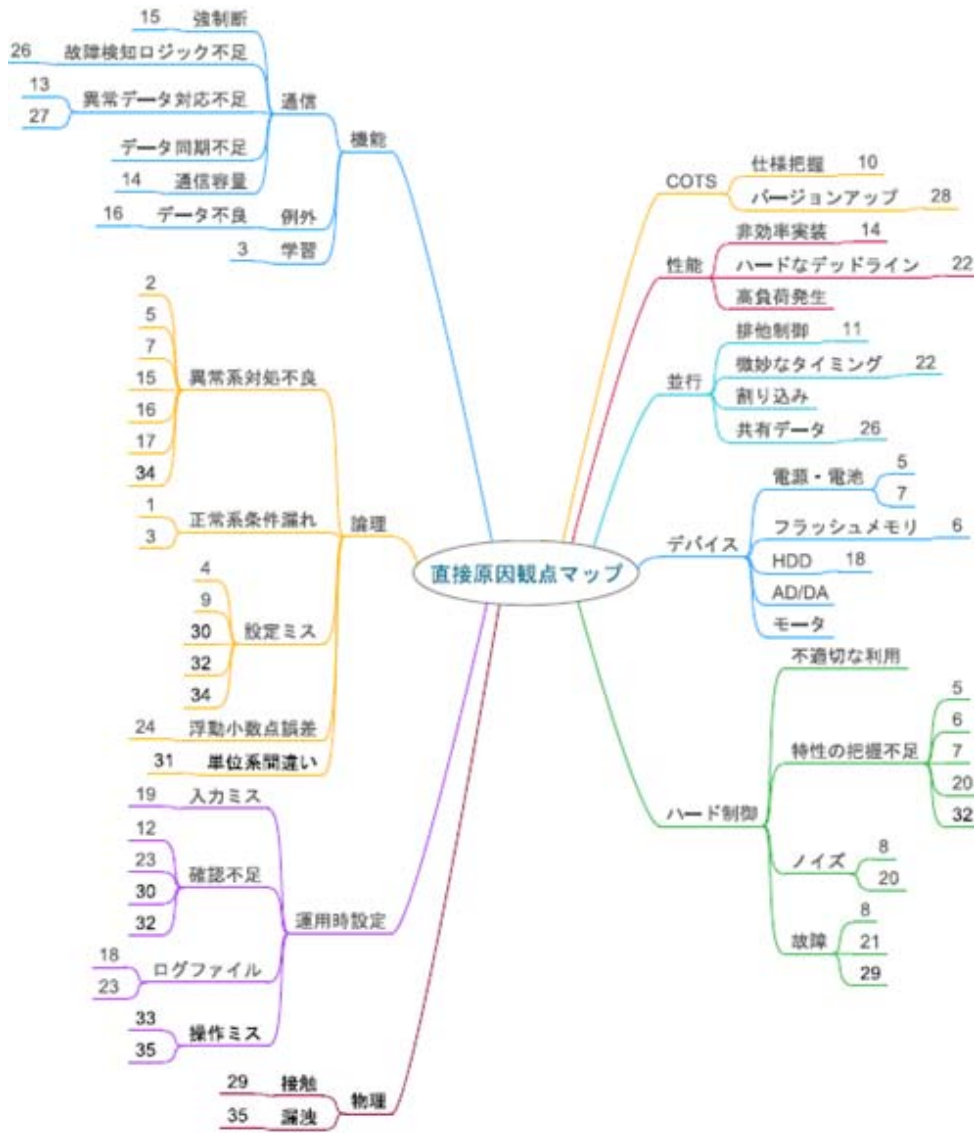 直接原因観点マップ
機能
通信
強制断
15
故障検知ロジック不足
26
異常データ対応不足
13
27
データ同期不足
通信容量
14
例外
データ不良
16
学習
3
論理
異常系対処不良
2
5
7
15
16
17
34
正常系条件漏れ
1
3
設定ミス
4
9
30
32
34
浮動小数点誤差
24
単位系間違い
31
運用時設定
入力ミス
19
確認不足
12
23
30
32
ログファイル
18
23
操作ミス
33
35
物理
接触
29
漏洩
35
COTS
仕様把握
10
バージョンアップ
28
性能
非効率実装
14
ハードなデッドライン
22
高負荷発生
並行
排他制御
11
微妙なタイミング
22
割り込み
共有データ
26
デバイス
電源・電池
5
7
フラッシュメモリ
6
HDD
18
AD/DA
モータ
ハード制御
不適切な利用
特性の把握不足
5
6
7
20
32
ノイズ
8
20
故障
8
21
29